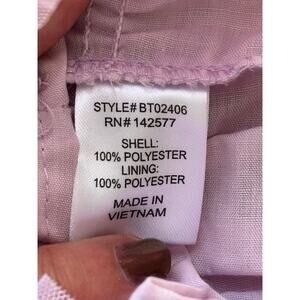 STYLE# BT02406
RN# 142577
SHELL:
100% POLYESTER
LINING:
100% POLYESTER
MADE IN
VIETNAM